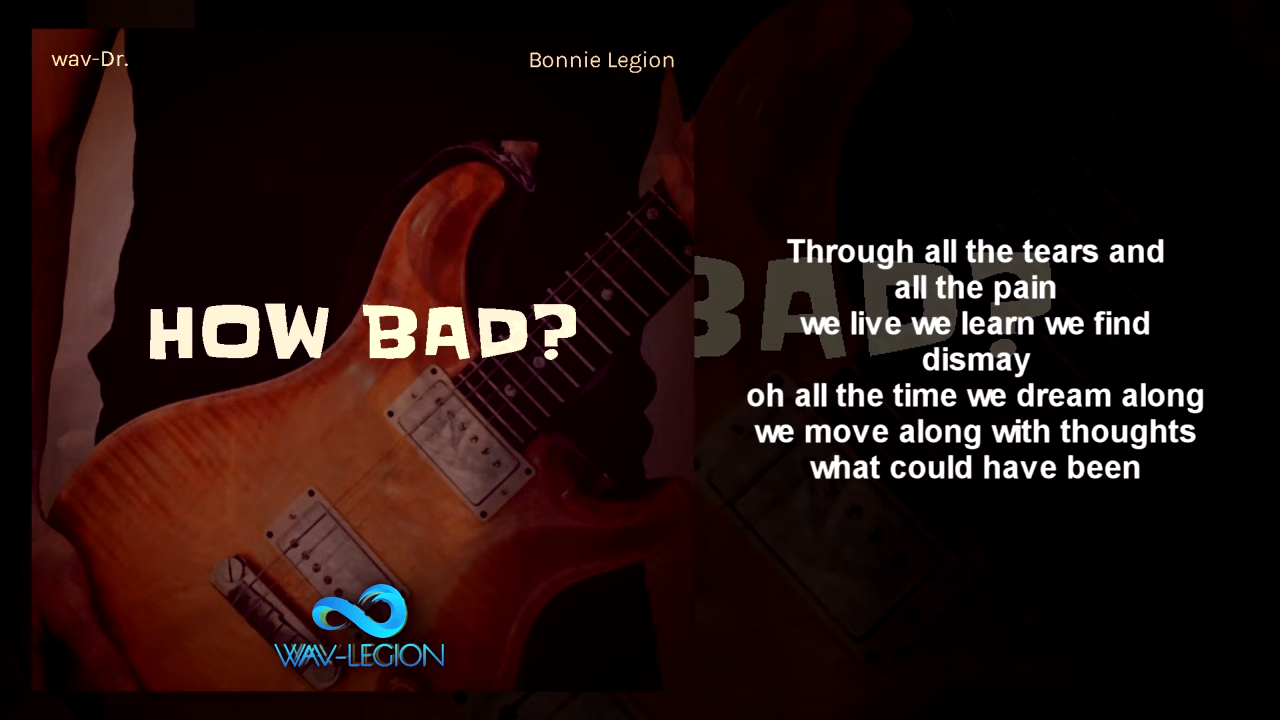 wav-Dr.
Bonnie Legion
HOW BAD?
WAV-LEGION
BAD?
Through all the tears and
all the pain
we live we learn we find
dismay
oh all the time we dream along
we move along with thoughts
what could have been